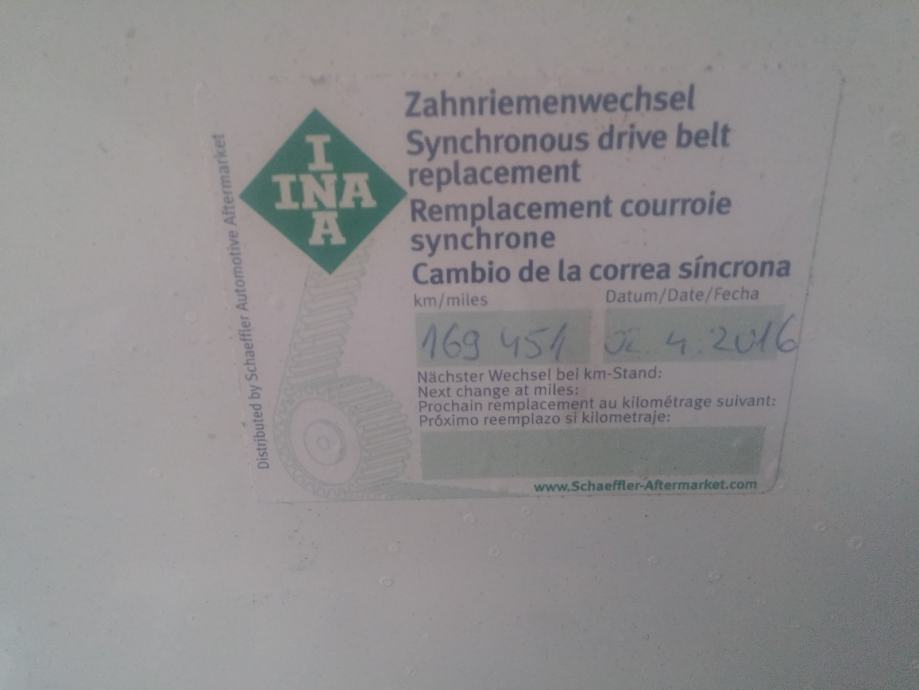 Distributed by Schaeffler Automotive Aftermarket
I
INA
A
Zahnriemenwechsel
Synchronous drive belt
replacement
Remplacement courroie
synchrone
Cambio de la correa síncrona
km/miles
Datum/Date/Fecha
169 451
02. 4. 2016
Nächster Wechsel bei km-Stand:
Next change at miles:
Prochain remplacement au kilométrage suivant:
Próximo reemplazo si kilometraje:
www.Schaeffler-Aftermarket.com